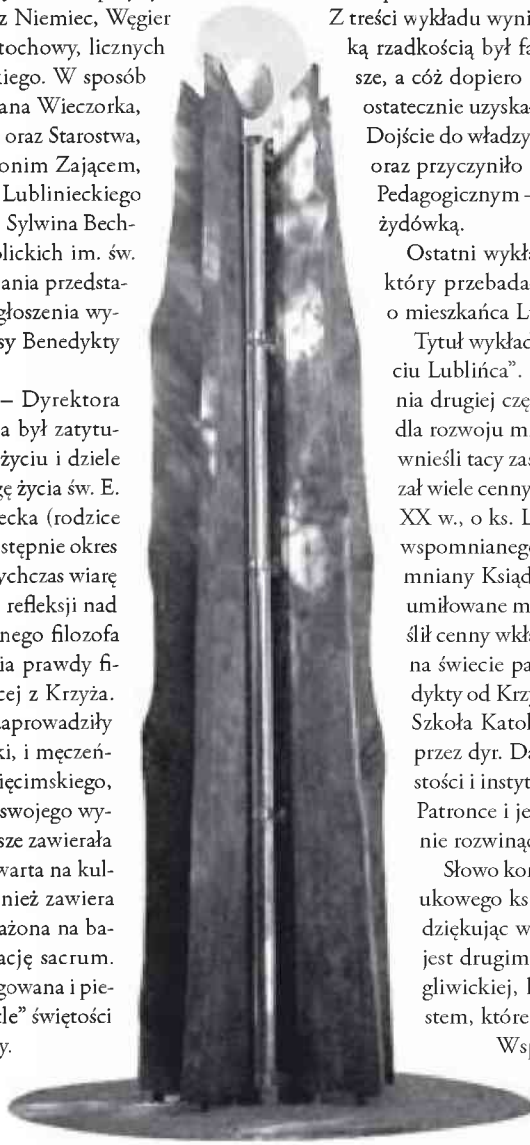 z Niemiec, Węgier
tochowy, licznych
kiego. W sposób
ana Wieczorka,
oraz Starostwa,
onim Zającem,
Lublinieckiego
Sylwina Bech-
olickich im. św.
ania przedsta-
głoszenia wy-
sy Benedykty
– Dyrektora
a był zatytu-
życiu i dziele
gę życia św. E.
ecka (rodzice
stępnie okres
ychczas wiarę
refleksji nad
nego filozofa
ia prawdy fi-
cej z Krzyża.
aprowadziły
ki, i męczeń-
ięcimskiego,
swojego wy-
sze zawierała
warta na kul-
nież zawiera
ażona na ba-
ację sacrum.
gowana i pie-
le” świętości
y.
Z treści wykładu wyni
ką rzadkością był fa
sze, a cóż dopiero
ostatecznie uzyska
Dojście do władzy
oraz przyczyniło
Pedagogicznym –
żydówką.
Ostatni wykła
który przebada
o mieszkańca L
Tytuł wykład
ciu Lublińca”.
nia drugiej czę
dla rozwoju m
wnieśli tacy zas
zał wiele cenny
XX w., o ks. L
wspomnianego
mniany Ksiąd
umiłowane m
ślił cenny wkła
na świecie pa
dykty od Krzy
Szkoła Katol
przez dyr. Da
stości i instyt
Patronce i je
nie rozwinąć
Słowo koń
ukowego ks
dziękując w
jest drugim
gliwickiej, 
stem, które
Wsp